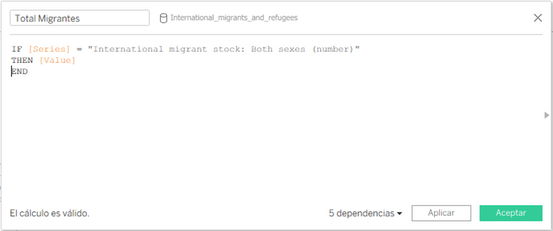 Total Migrantes International_migrants_and_refugees
IF [Series] = "International migrant stock: Both sexes (number)"
THEN [Value]
END
El cálculo es válido. 5 dependencias Aplicar Aceptar